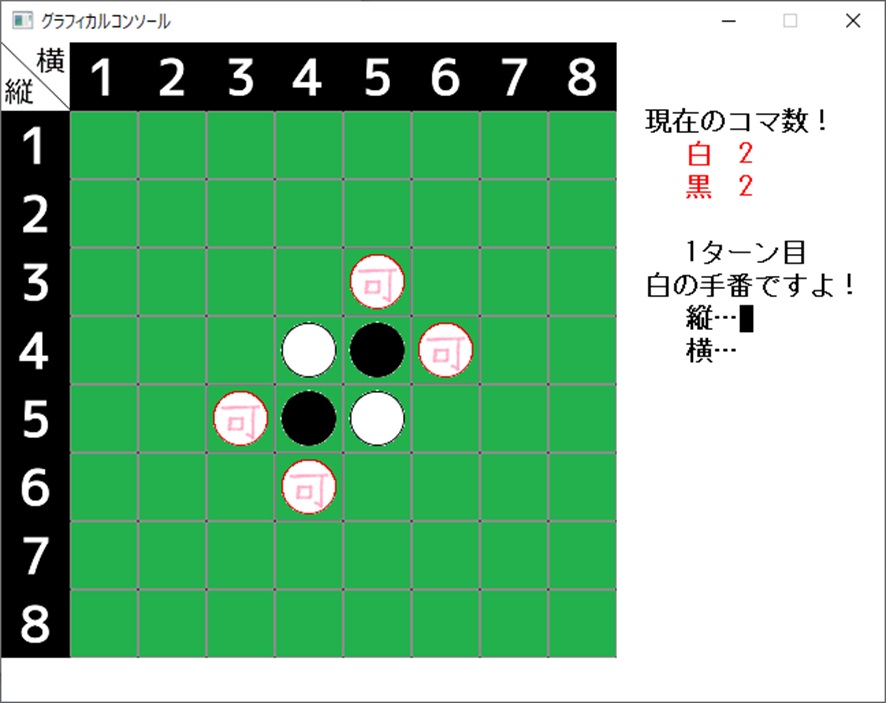 グラフィカルコンソール
横
縦
1 2 3 4 5 6 7 8
1
2
3 可
4 可
5 可
6 可
7
8
現在のコマ数！
白 2
黒 2
1ターン目
白の手番ですよ！
縦…
横…